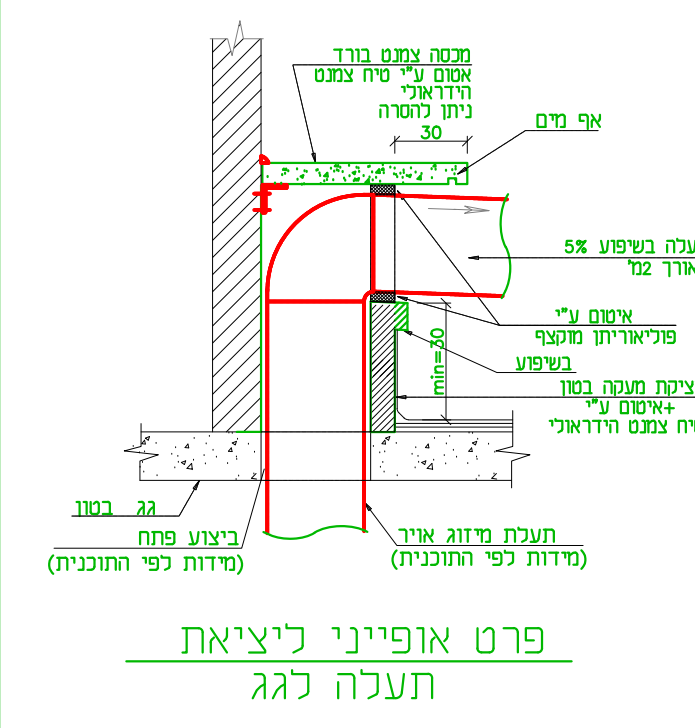 מכסה צמנט בורד
אטום ע"י טיח צמנט
הידראולי
ניתן להסרה
30
אף מים
עלה בשיפוע 5%
אורך 2מ'
איטום ע"י
פוליאוריתן מוקצף
min=30
בשיפוע
ציקת מעקה בטון
+איטום ע"י
יח צמנט הידראולי
גג בטון
ביצוע פתח
(מידות לפי התוכנית)
תעלת מיזוג אויר
(מידות לפי התוכנית)
פרט אופייני ליציאת
תעלה לגג